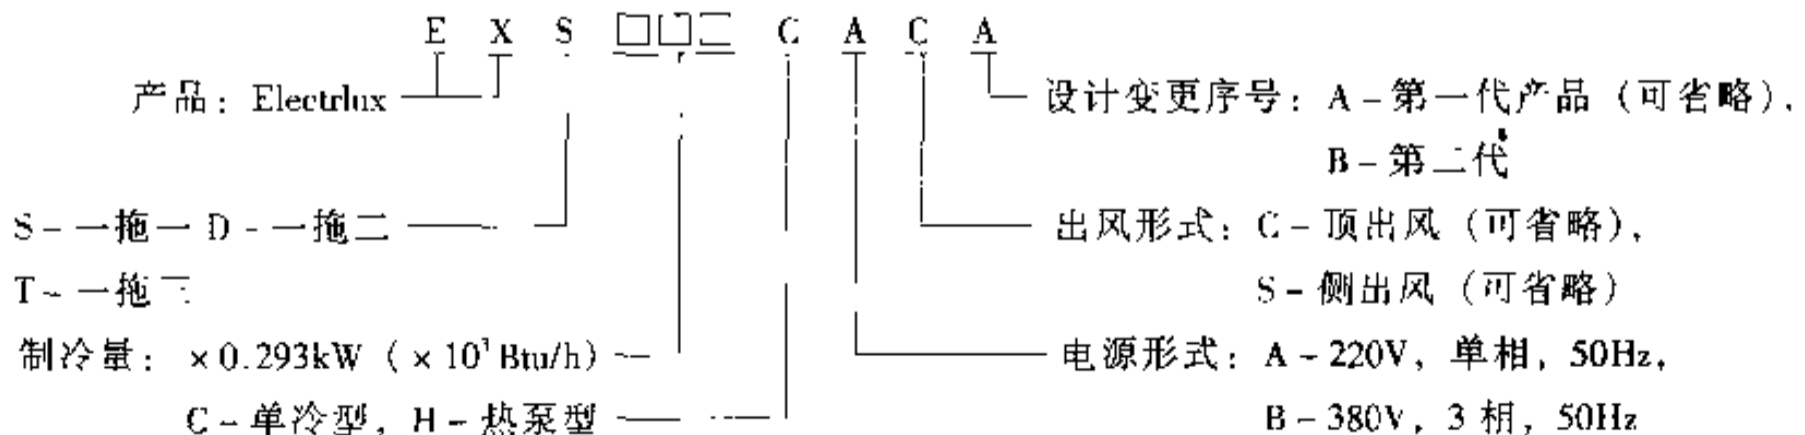 E X S □□□ C A C A
产品：Electrlux
设计变更序号：A－第一代产品（可省略），
B－第二代
S－一拖一 D－一拖二
出风形式：C－顶出风（可省略），
T－一拖三
S－侧出风（可省略）
制冷量：×0.293kW（×10³Btu/h）
电源形式：A－220V，单相，50Hz，
C－单冷型，H－热泵型
B－380V，3相，50Hz